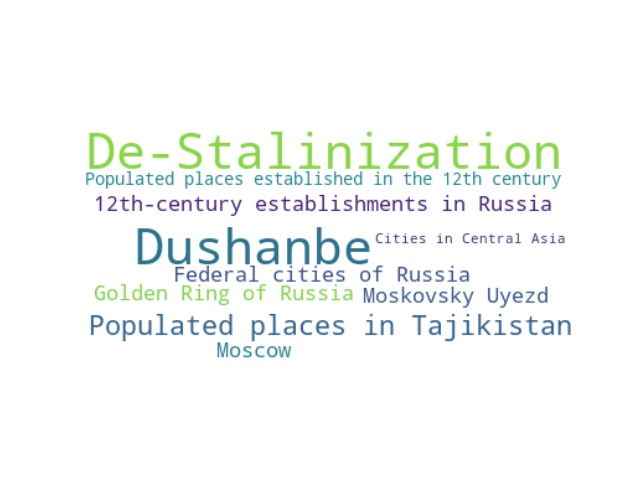 De-Stalinization
Populated places established in the 12th century
12th-century establishments in Russia
Dushanbe
Cities in Central Asia
Federal cities of Russia
Golden Ring of Russia
Moskovsky Uyezd
Populated places in Tajikistan
Moscow